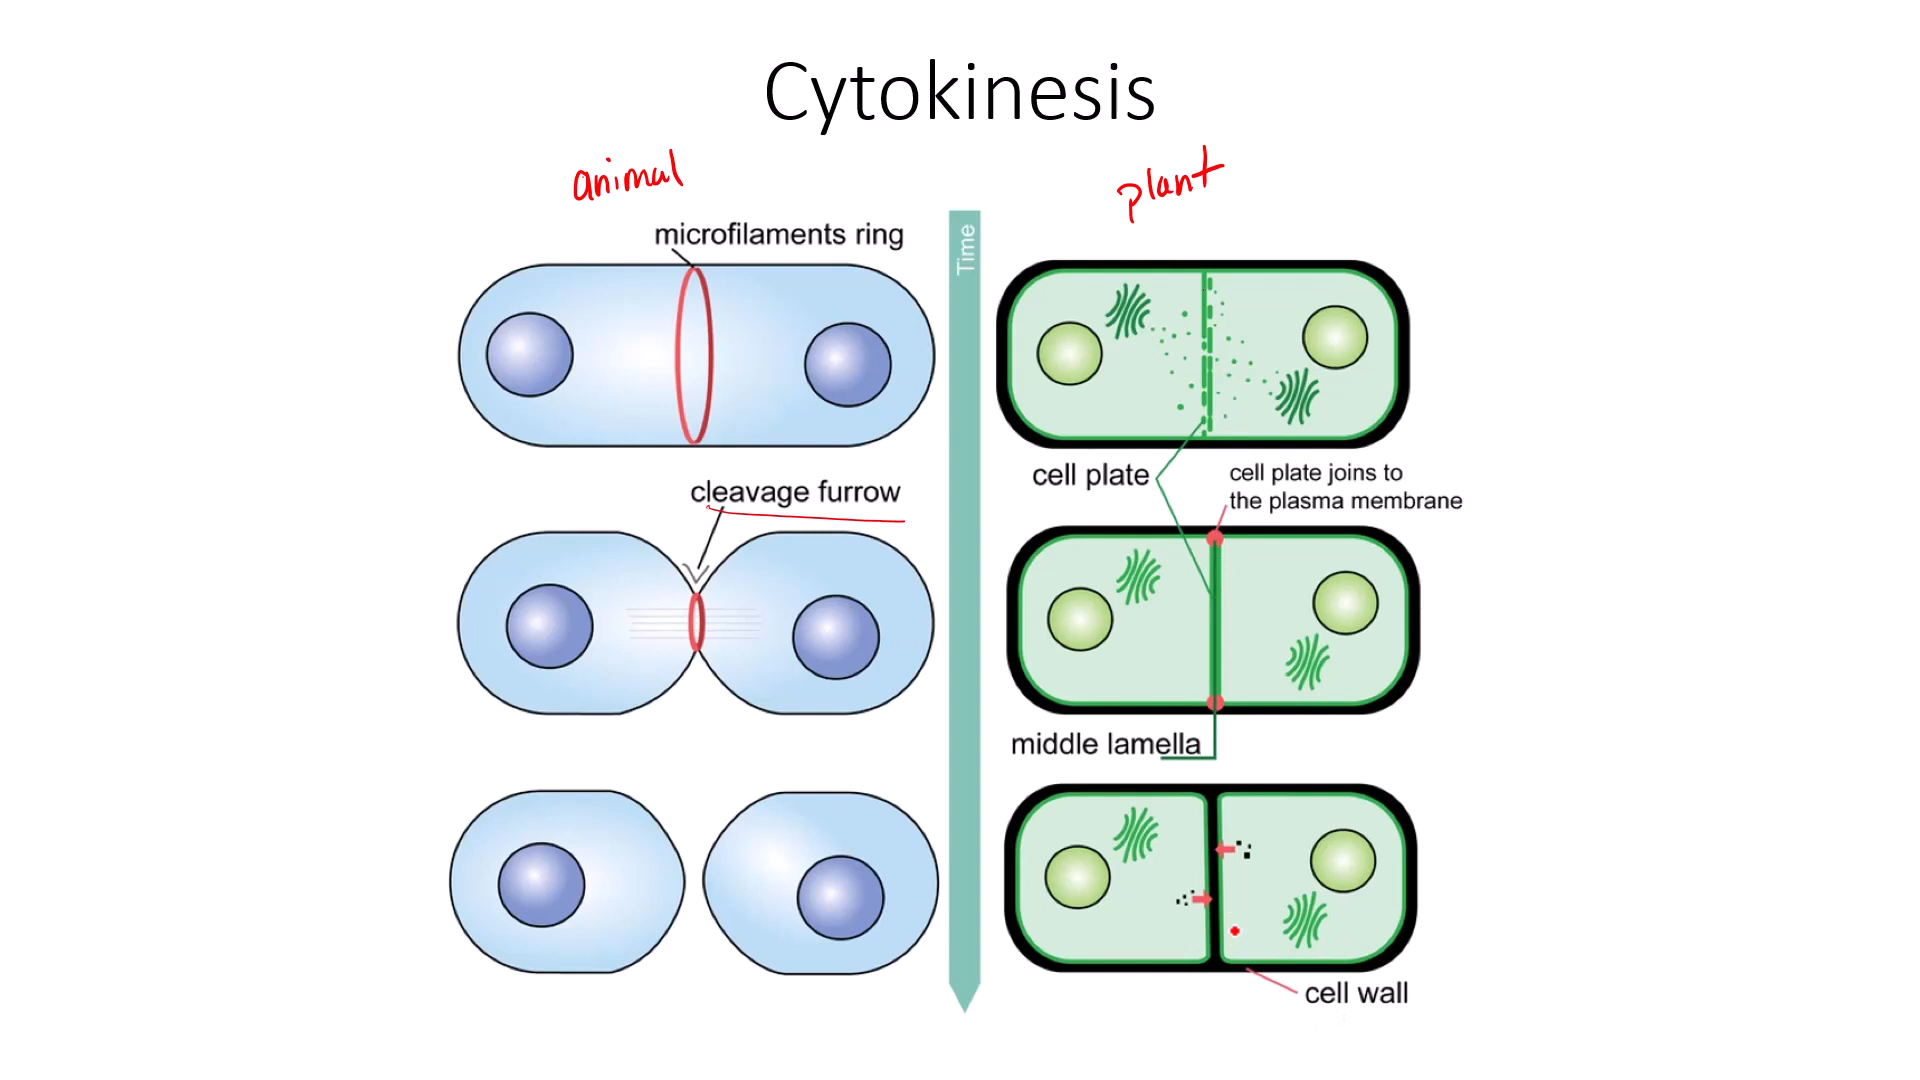 Cytokinesis
animal
plant
microfilaments ring
Time
cleavage furrow
cell plate
cell plate joins to
the plasma membrane
middle lamella
cell wall